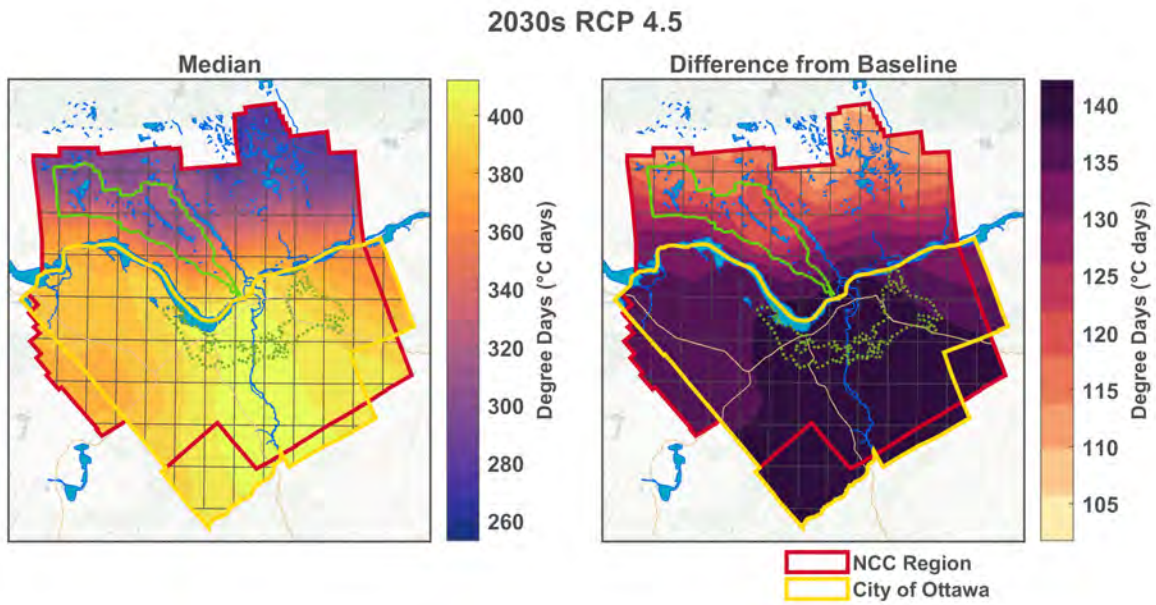 2030s RCP 4.5
Median
400
380
360
340
320
300
280
260
Degree Days (°C days)
Difference from Baseline
140
135
130
125
120
115
110
105
Degree Days (°C days)
NCC Region
City of Ottawa